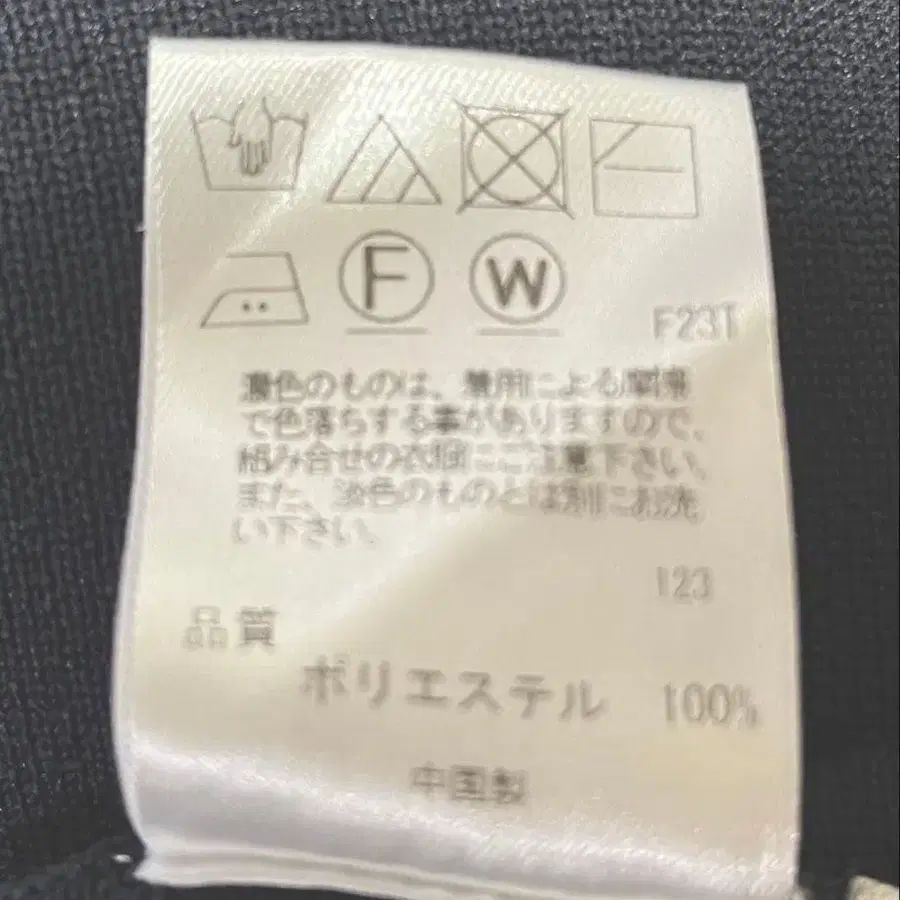 F W
F23T
濃色のものは、着用による摩擦
で色落ちする事がありますので、
組み合せの衣服にご注意下さい。
また、淡色のものとは別にお洗
い下さい。
123
品質
ポリエステル 100%
中国製